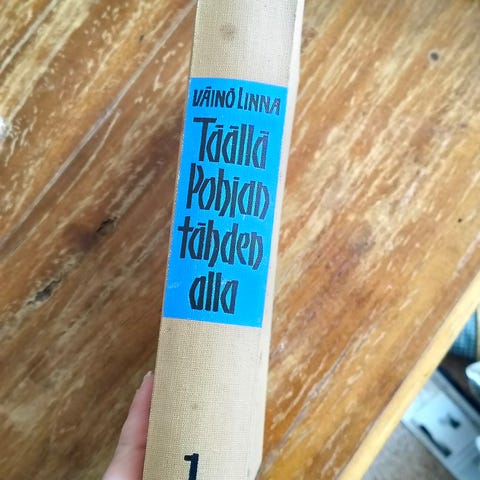 VÄINÖ LINNA
Täällä
Pohjan
tähden
alla
1